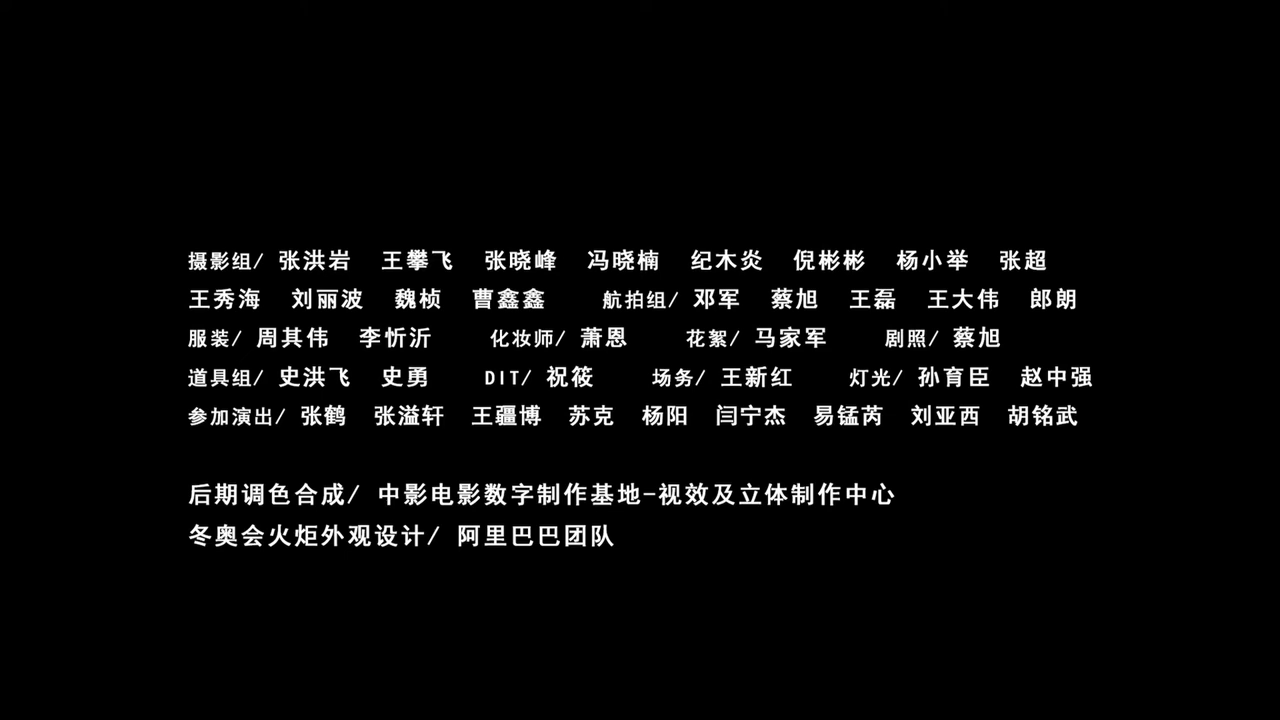 摄影组/ 张洪岩 王攀飞 张晓峰 冯晓楠 纪木炎 倪彬彬 杨小举 张超
王秀海 刘丽波 魏桢 曹鑫鑫 航拍组/ 邓军 蔡旭 王磊 王大伟 郎朗
服装/ 周其伟 李忻沂 化妆师/ 萧恩 花絮/ 马家军 剧照/ 蔡旭
道具组/ 史洪飞 史勇 DIT/ 祝筱 场务/ 王新红 灯光/ 孙育臣 赵中强
参加演出/ 张鹤 张溢轩 王疆博 苏克 杨阳 闫宁杰 易锰芮 刘亚西 胡铭武
后期调色合成/ 中影电影数字制作基地-视效及立体制作中心
冬奥会火炬外观设计/ 阿里巴巴团队